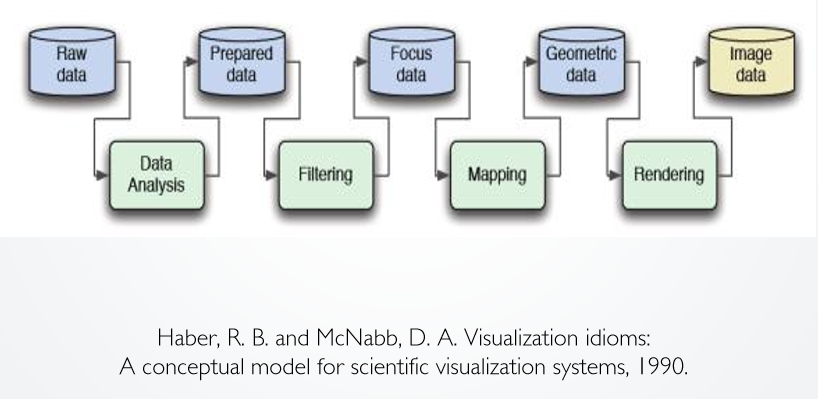 Raw
data
Prepared
data
Focus
data
Geometric
data
Image
data
Data
Analysis
Filtering
Mapping
Rendering
Haber, R. B. and McNabb, D. A. Visualization idioms:
A conceptual model for scientific visualization systems, 1990.